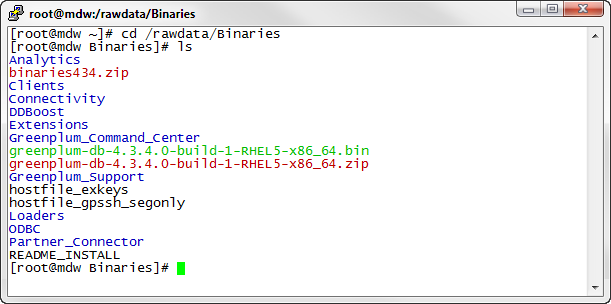 root@mdw:/rawdata/Binaries
[root@mdw ~]# cd /rawdata/Binaries
[root@mdw Binaries]# ls
Analytics
binaries434.zip
Clients
Connectivity
DDBoost
Extensions
Greenplum_Command_Center
greenplum-db-4.3.4.0-build-1-RHEL5-x86_64.bin
greenplum-db-4.3.4.0-build-1-RHEL5-x86_64.zip
Greenplum_Support
hostfile_exkeys
hostfile_gpssh_segonly
Loaders
ODBC
Partner_Connector
README_INSTALL
[root@mdw Binaries]#